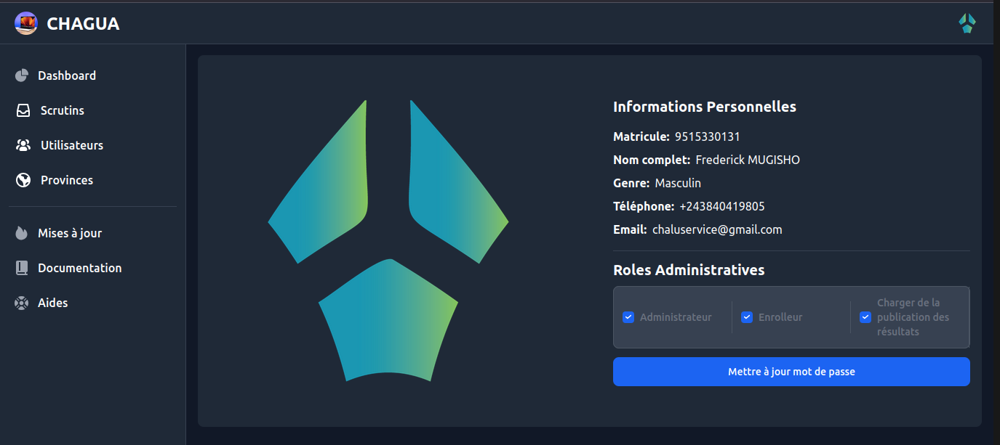 CHAGUA
Dashboard
Scrutins
Utilisateurs
Provinces
Mises à jour
Documentation
Aides
Informations Personnelles
Matricule: 9515330131
Nom complet: Frederick MUGISHO
Genre: Masculin
Téléphone: +243840419805
Email: chaluservice@gmail.com
Roles Administratives
Administrateur
Enrolleur
Charger de la
publication des
résultats
Mettre à jour mot de passe